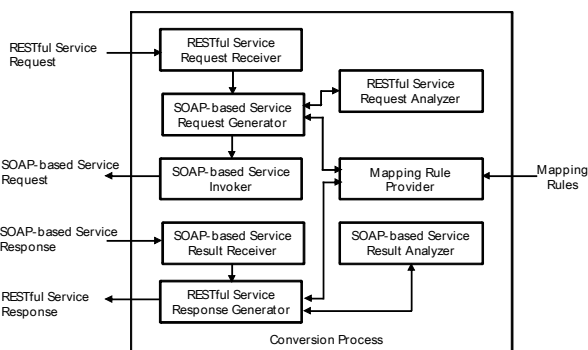 RESTful Service
Request
RESTful Service
Request Receiver
RESTful Service
Request Analyzer
SOAP-based Service
Request Generator
SOAP-based Service
Request
SOAP-based Service
Invoker
Mapping Rule
Provider
Mapping
Rules
SOAP-based Service
Response
SOAP-based Service
Result Receiver
SOAP-based Service
Result Analyzer
RESTful Service
Response
RESTful Service
Response Generator
Conversion Process